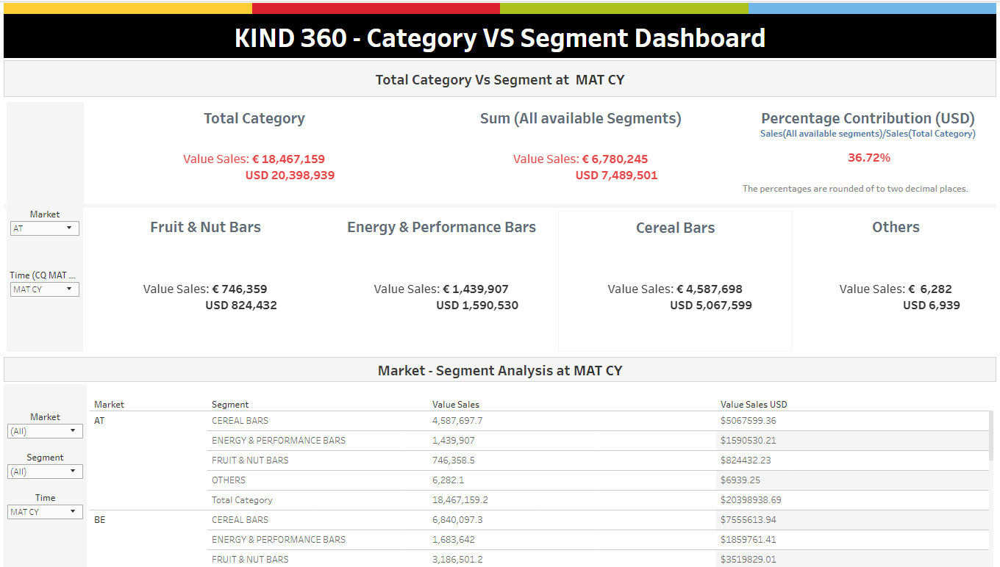 KIND 360 - Category VS Segment Dashboard
Total Category Vs Segment at MAT CY
Total Category
Sum (All available Segments)
Percentage Contribution (USD)
Sales(All available segments)/Sales(Total Category)
Value Sales: € 18,467,159
USD 20,398,939
Value Sales: € 6,780,245
USD 7,489,501
36.72%
The percentages are rounded of to two decimal places.
Market
AT
Time (CQ MAT ...
MAT CY
Fruit & Nut Bars
Value Sales: € 746,359
USD 824,432
Energy & Performance Bars
Value Sales: € 1,439,907
USD 1,590,530
Cereal Bars
Value Sales: € 4,587,698
USD 5,067,599
Others
Value Sales: € 6,282
USD 6,939
Market - Segment Analysis at MAT CY
Market
(All)
Segment
(All)
Time
MAT CY
Market Segment Value Sales Value Sales USD
AT CEREAL BARS 4,587,697.7 $5067599.36
ENERGY & PERFORMANCE BARS 1,439,907 $1590530.21
FRUIT & NUT BARS 746,358.5 $824432.23
OTHERS 6,282.1 $6939.25
Total Category 18,467,159.2 $20398938.69
BE CEREAL BARS 6,840,097.3 $7555613.94
ENERGY & PERFORMANCE BARS 1,683,642 $1859761.41
FRUIT & NUT BARS 3,186,501.2 $3519829.01